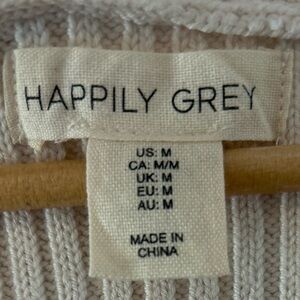 HAPPILY GREY
US: M
CA: M/M
UK: M
EU: M
AU: M
MADE IN
CHINA